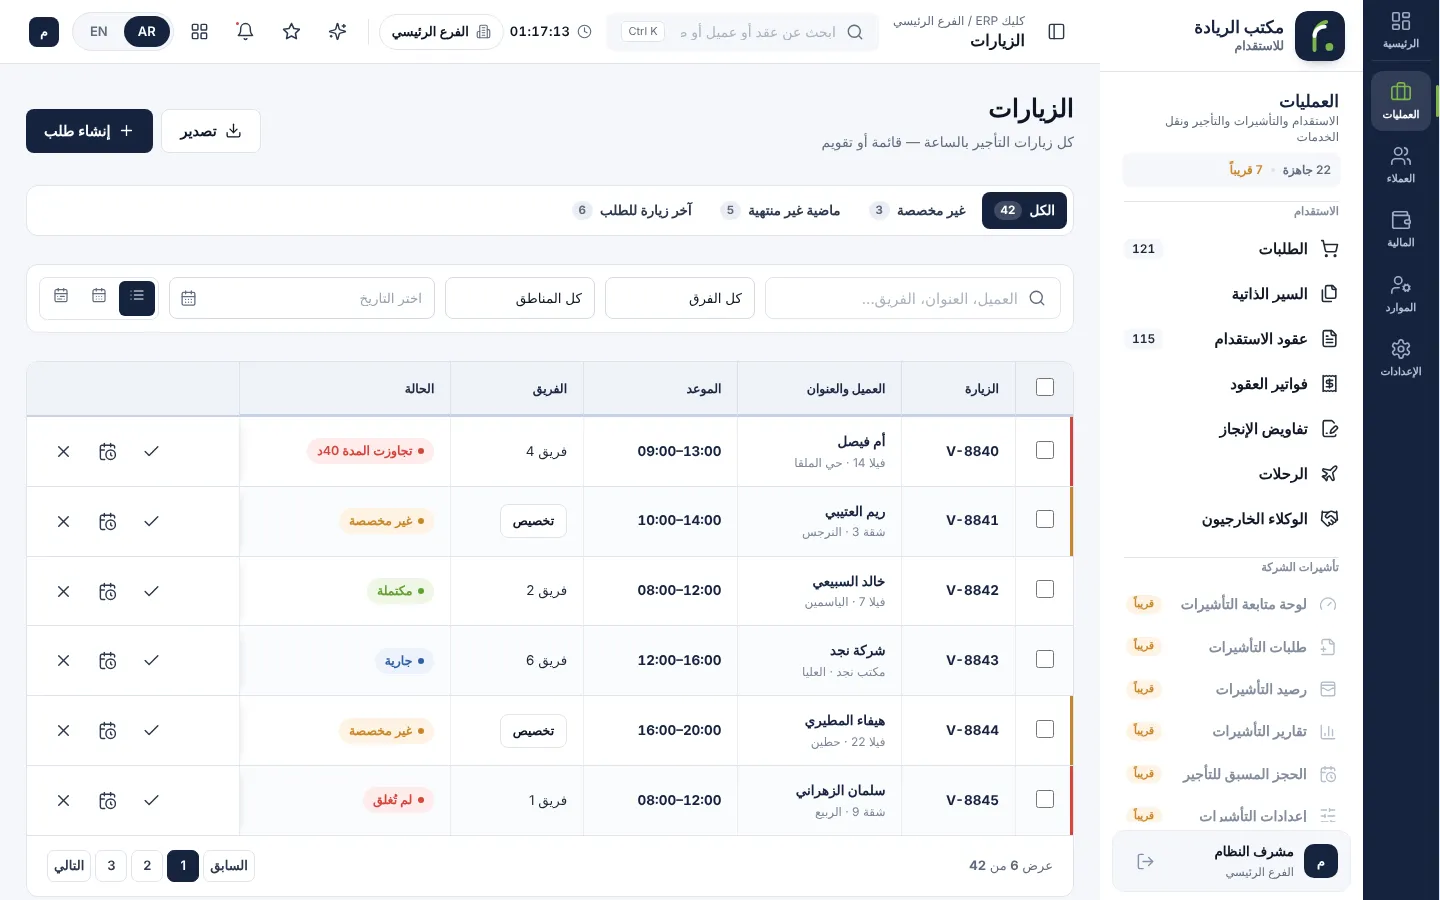 الرئيسية
العمليات
العملاء
المالية
الموارد
الإعدادات
مكتب الريادة
للاستقدام
العمليات
الاستقدام والتأشيرات والتأجير ونقل
الخدمات
22 جاهزة • 7 قريباً
الاستقدام
الطلبات 121
السير الذاتية
عقود الاستقدام 115
فواتير العقود
تفاويض الإنجاز
الرحلات
الوكلاء الخارجيون
تأشيرات الشركة
لوحة متابعة التأشيرات قريباً
طلبات التأشيرات قريباً
رصيد التأشيرات قريباً
تقارير التأشيرات قريباً
الحجز المسبق للتأجير قريباً
إعدادات التأشيرات قريباً
م مشرف النظام
الفرع الرئيسي
كليك ERP / الفرع الرئيسي
الزيارات
ابحث عن عقد أو عميل أو Ctrl K
01:17:13
الفرع الرئيسي
AR EN
م
الزيارات
كل زيارات التأجير بالساعة — قائمة أو تقويم
تصدير
إنشاء طلب
الكل 42 غير مخصصة 3 ماضية غير منتهية 5 آخر زيارة للطلب 6
العميل، العنوان، الفريق... كل الفرق كل المناطق اختر التاريخ
الزيارة العميل والعنوان الموعد الفريق الحالة
V-8840 أم فيصل 09:00–13:00 فريق 4 تجاوزت المدة 40د
فيلا 14 · حي الملقا
V-8841 ريم العتيبي 10:00–14:00 تخصيص غير مخصصة
شقة 3 · النرجس
V-8842 خالد السبيعي 08:00–12:00 فريق 2 مكتملة
فيلا 7 · الياسمين
V-8843 شركة نجد 12:00–16:00 فريق 6 جارية
مكتب نجد · العليا
V-8844 هيفاء المطيري 16:00–20:00 تخصيص غير مخصصة
فيلا 22 · حطين
V-8845 سلمان الزهراني 08:00–12:00 فريق 1 لم تُغلق
شقة 9 · الربيع
عرض 6 من 42
السابق 1 2 3 التالي